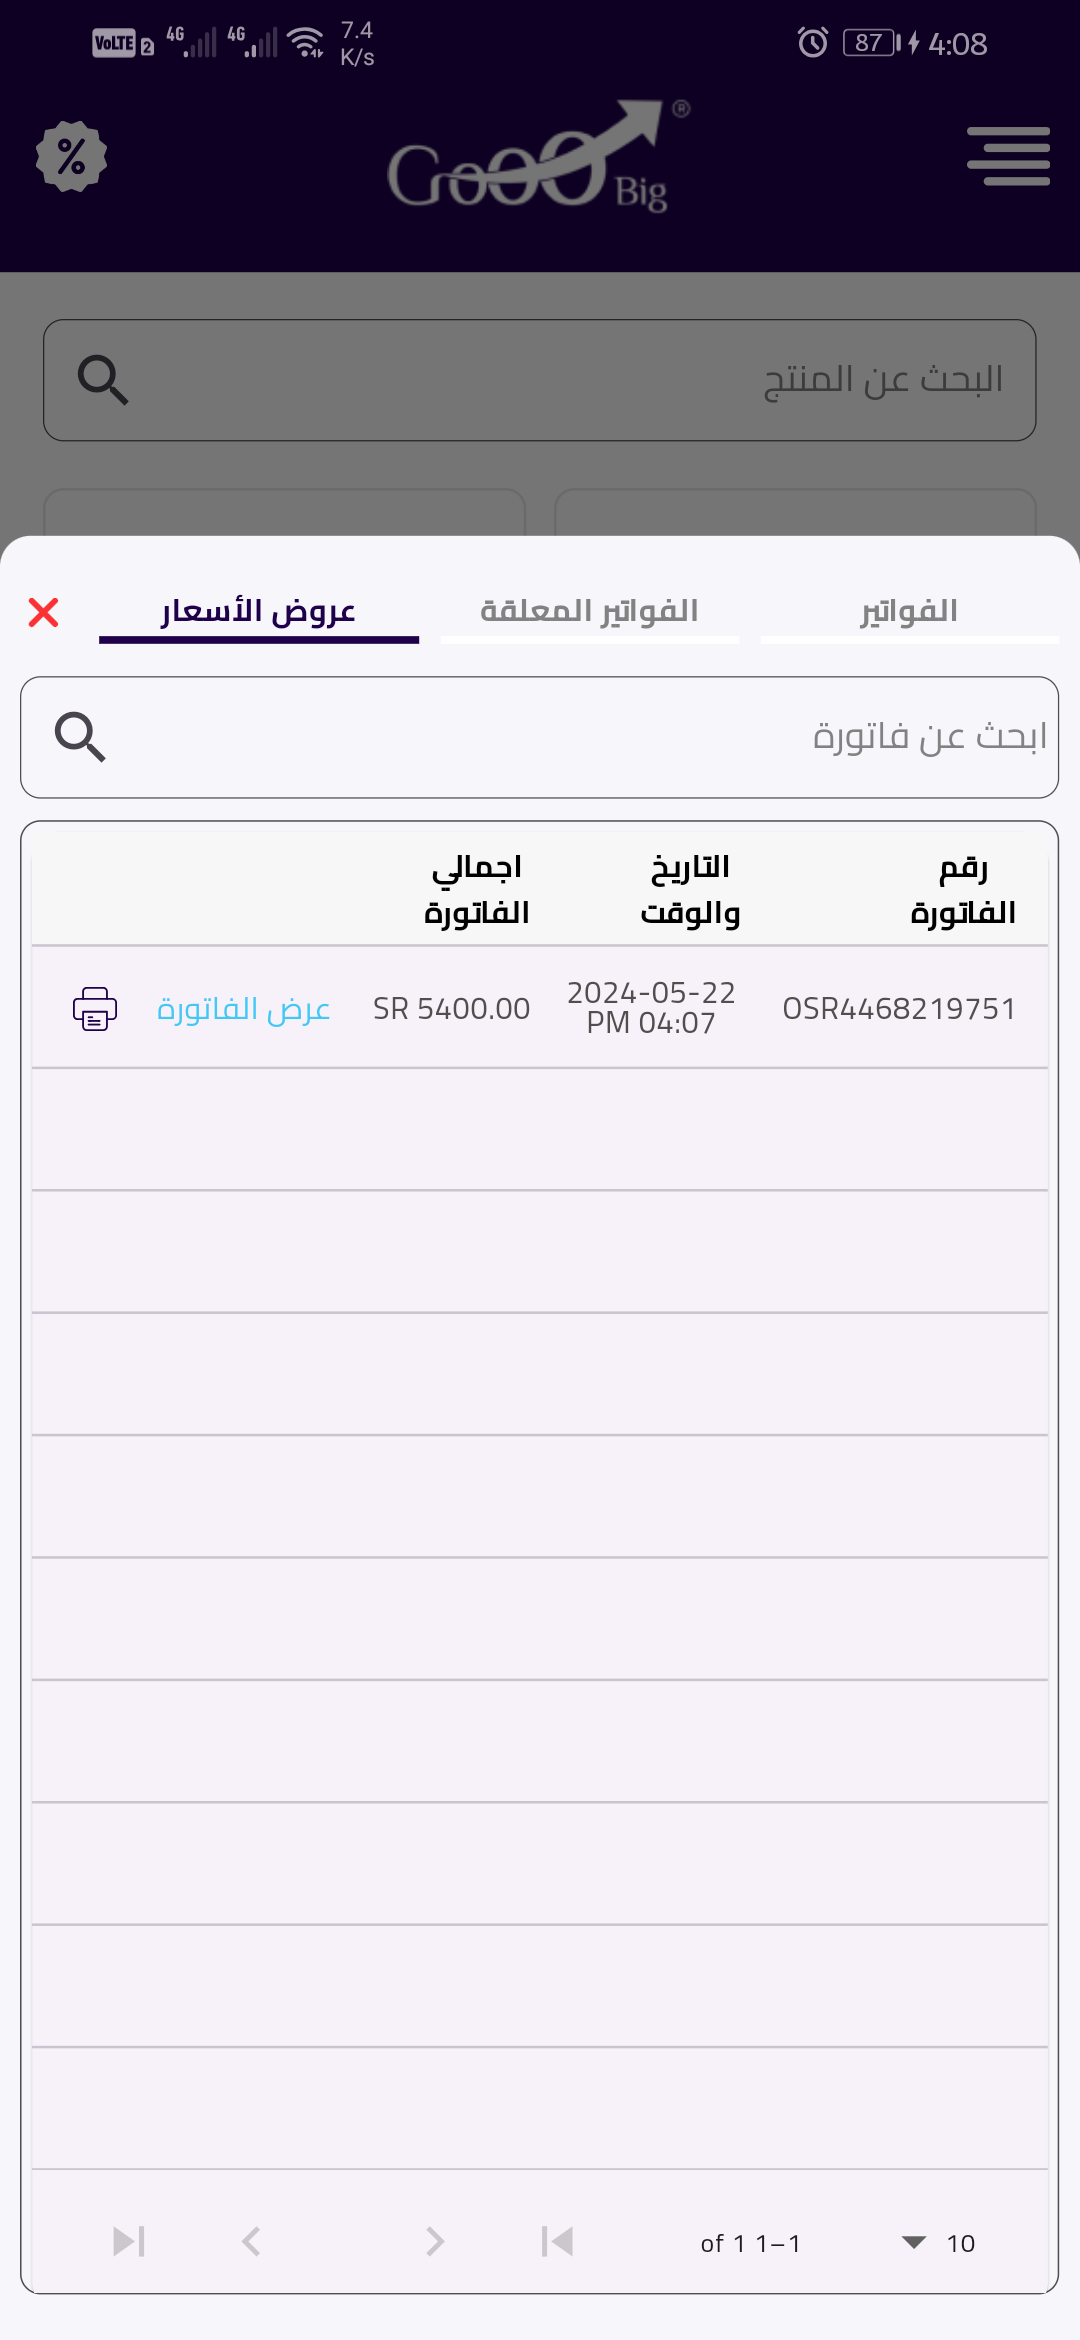 VoLTE 2 4G 4G 7.4 K/s 87 4:08
GoOO Big ®
البحث عن المنتج
الفواتير الفواتير المعلقة عروض الأسعار
ابحث عن فاتورة
رقم الفاتورة التاريخ والوقت اجمالي الفاتورة
OSR4468219751 2024-05-22 PM 04:07 SR 5400.00 عرض الفاتورة
10 of 1 1–1